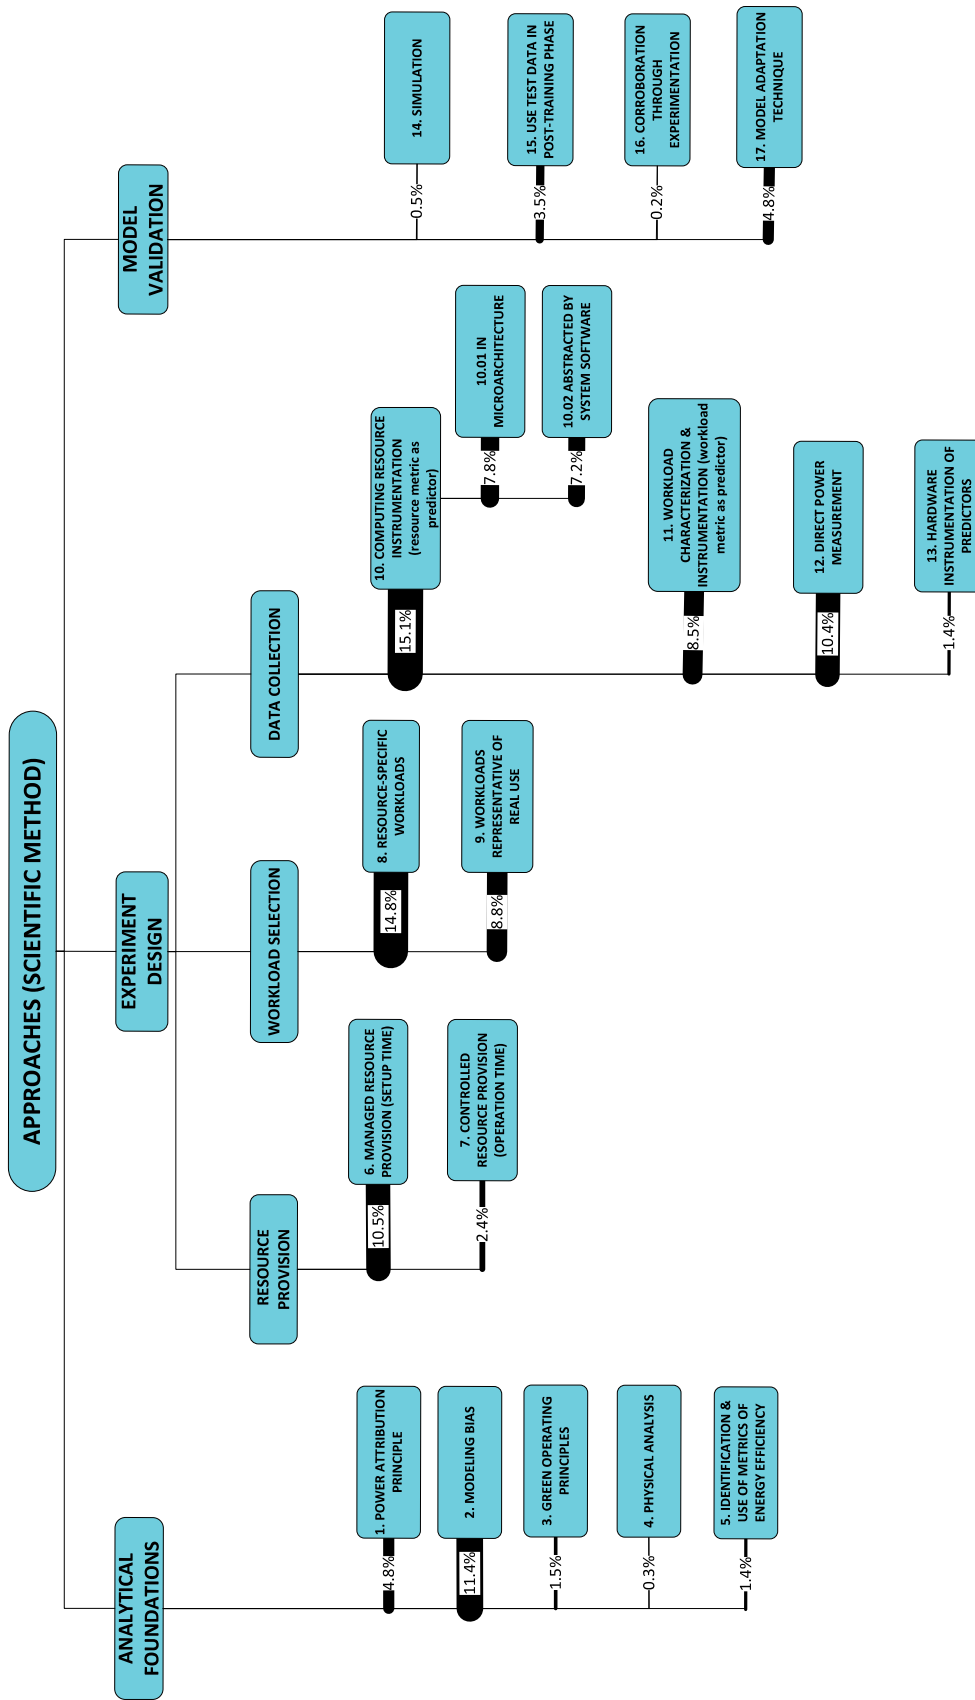 APPROACHES (SCIENTIFIC METHOD)
ANALYTICAL
FOUNDATIONS
4.8%
1. POWER ATTRIBUTION
PRINCIPLE
11.4%
2. MODELING BIAS
1.5%
3. GREEN OPERATING
PRINCIPLES
0.3%
4. PHYSICAL ANALYSIS
1.4%
5. IDENTIFICATION &
USE OF METRICS OF
ENERGY EFFICIENCY
EXPERIMENT
DESIGN
RESOURCE
PROVISION
10.5%
6. MANAGED RESOURCE
PROVISION (SETUP TIME)
2.4%
7. CONTROLLED
RESOURCE PROVISION
(OPERATION TIME)
WORKLOAD SELECTION
14.8%
8. RESOURCE-SPECIFIC
WORKLOADS
8.8%
9. WORKLOADS
REPRESENTATIVE OF
REAL USE
DATA COLLECTION
15.1%
10. COMPUTING RESOURCE
INSTRUMENTATION
(resource metric as
predictor)
7.8%
10.01 IN
MICROARCHITECTURE
7.2%
10.02 ABSTRACTED BY
SYSTEM SOFTWARE
8.5%
11. WORKLOAD
CHARACTERIZATION &
INSTRUMENTATION (workload
metric as predictor)
10.4%
12. DIRECT POWER
MEASUREMENT
1.4%
13. HARDWARE
INSTRUMENTATION OF
PREDICTORS
MODEL
VALIDATION
0.5%
14. SIMULATION
3.5%
15. USE TEST DATA IN
POST-TRAINING PHASE
0.2%
16. CORROBORATION
THROUGH
EXPERIMENTATION
4.8%
17. MODEL ADAPTATION
TECHNIQUE